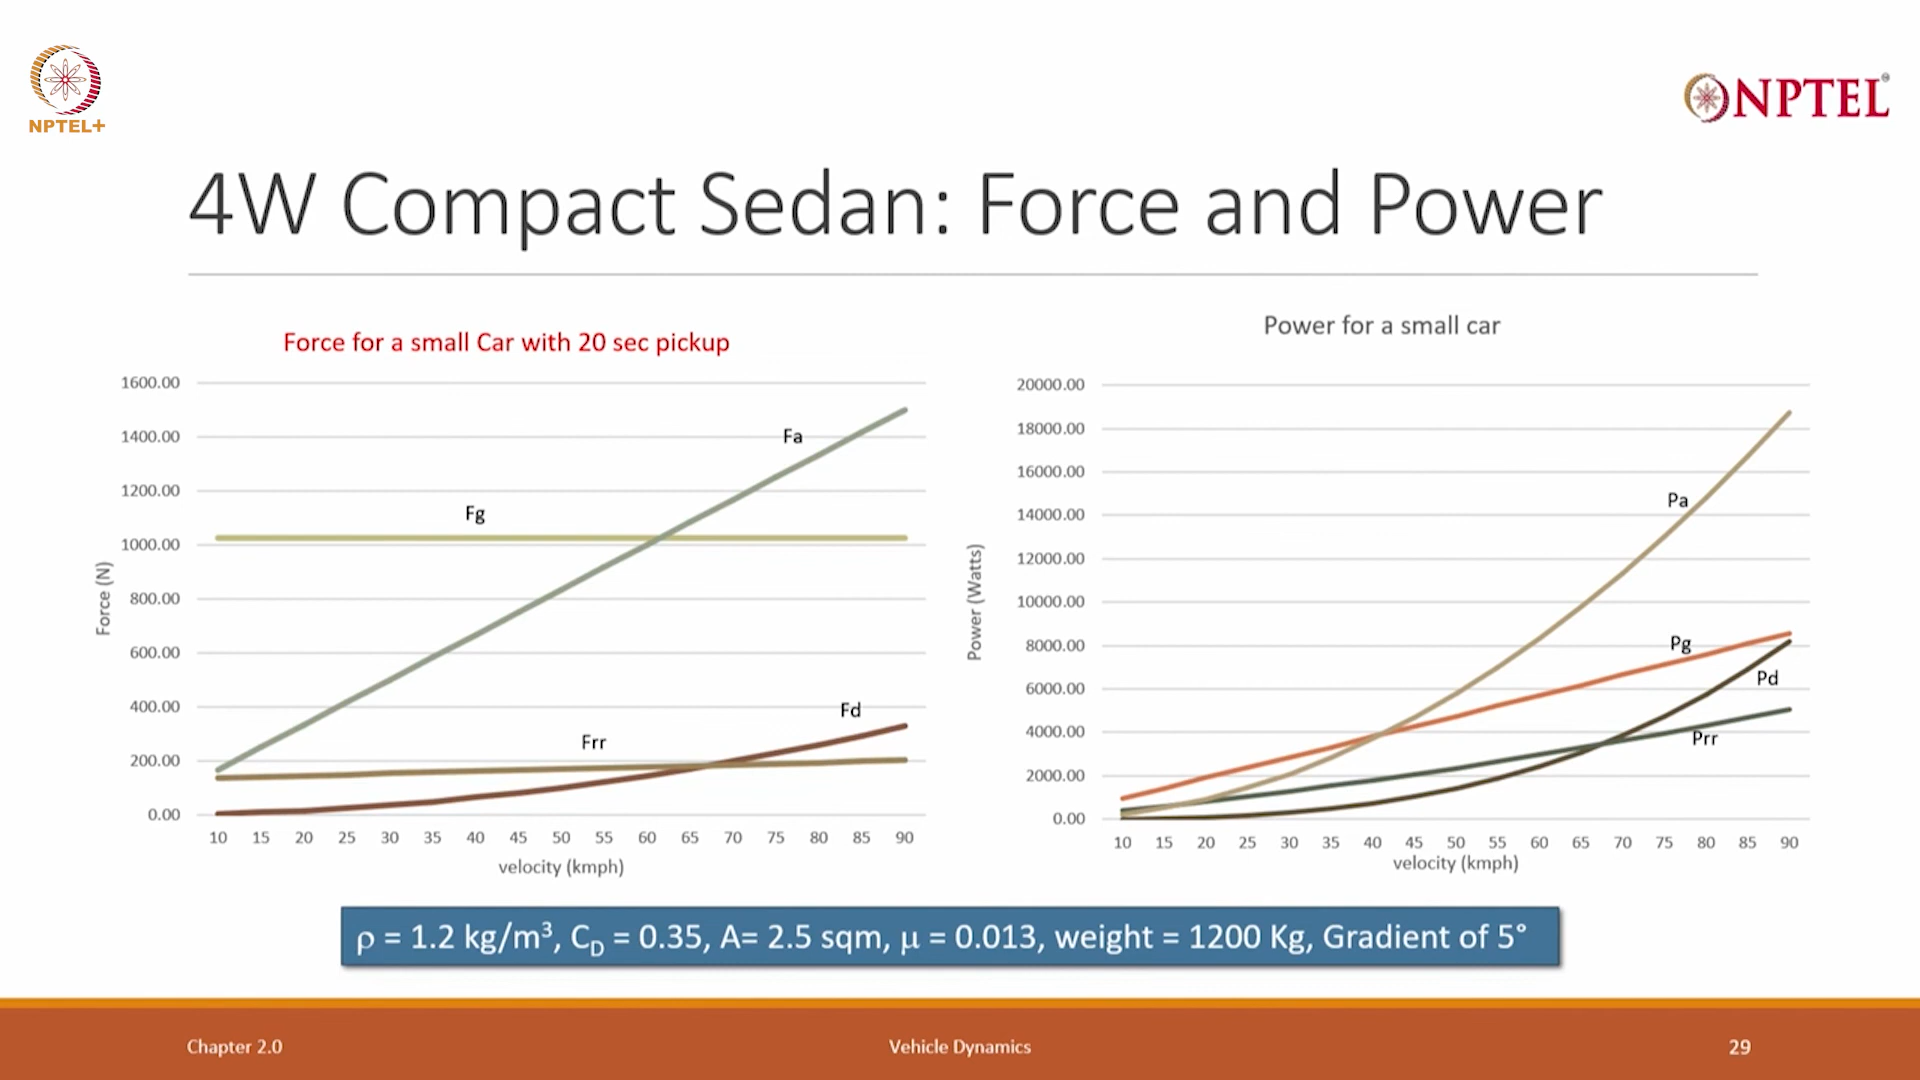 NPTEL+
NPTEL
4W Compact Sedan: Force and Power
Force for a small Car with 20 sec pickup
1600.00
1400.00
1200.00
1000.00
800.00
600.00
400.00
200.00
0.00
Force (N)
Fa
Fg
Fd
Frr
10 15 20 25 30 35 40 45 50 55 60 65 70 75 80 85 90
velocity (kmph)
Power for a small car
20000.00
18000.00
16000.00
14000.00
12000.00
10000.00
8000.00
6000.00
4000.00
2000.00
0.00
Power (Watts)
Pa
Pg
Pd
Prr
10 15 20 25 30 35 40 45 50 55 60 65 70 75 80 85 90
velocity (kmph)
ρ = 1.2 kg/m³, C_D = 0.35, A= 2.5 sqm, μ = 0.013, weight = 1200 Kg, Gradient of 5°
Chapter 2.0
Vehicle Dynamics
29